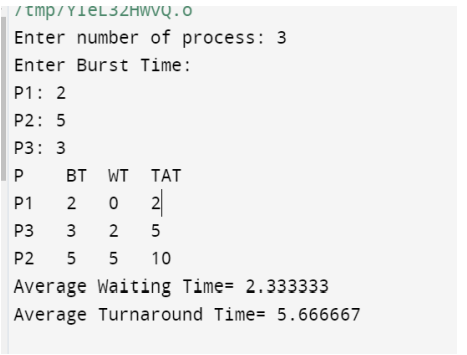 /tmp/YIeL32HWvQ.o
Enter number of process: 3
Enter Burst Time:
P1: 2
P2: 5
P3: 3
P BT WT TAT
P1 2 0 2
P3 3 2 5
P2 5 5 10
Average Waiting Time= 2.333333
Average Turnaround Time= 5.666667